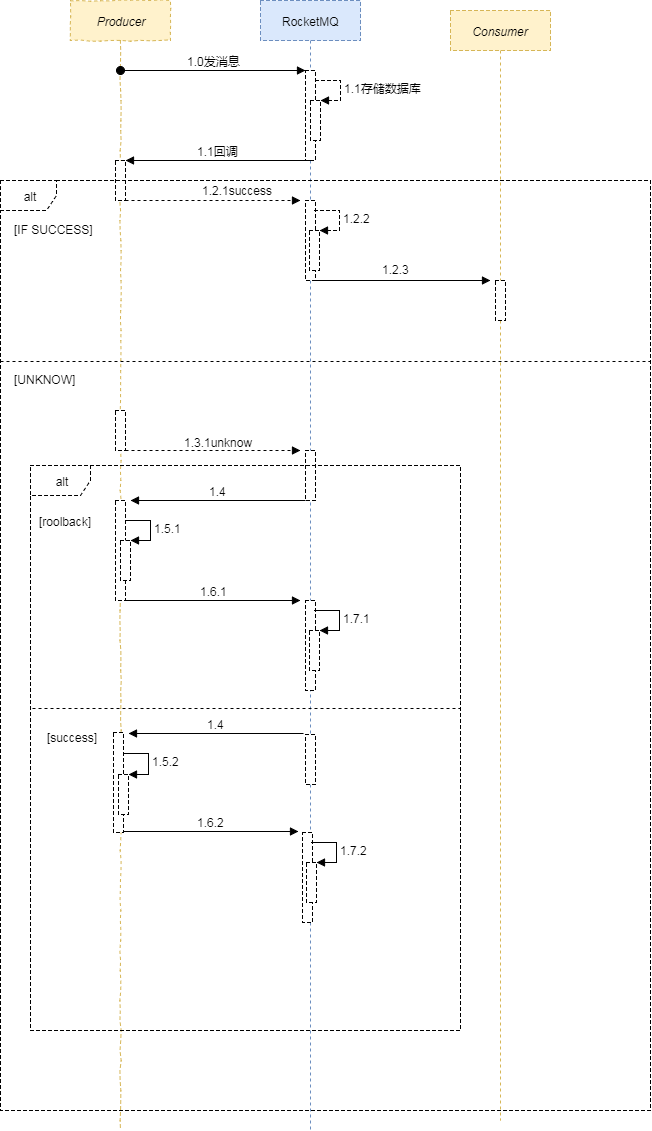 Producer
RocketMQ
Consumer
1.0发消息
1.1存储数据库
1.1回调
alt
1.2.1success
1.2.2
[IF SUCCESS]
1.2.3
[UNKNOW]
1.3.1unknow
alt
1.4
[roolback]
1.5.1
1.6.1
1.7.1
1.4
[success]
1.5.2
1.6.2
1.7.2